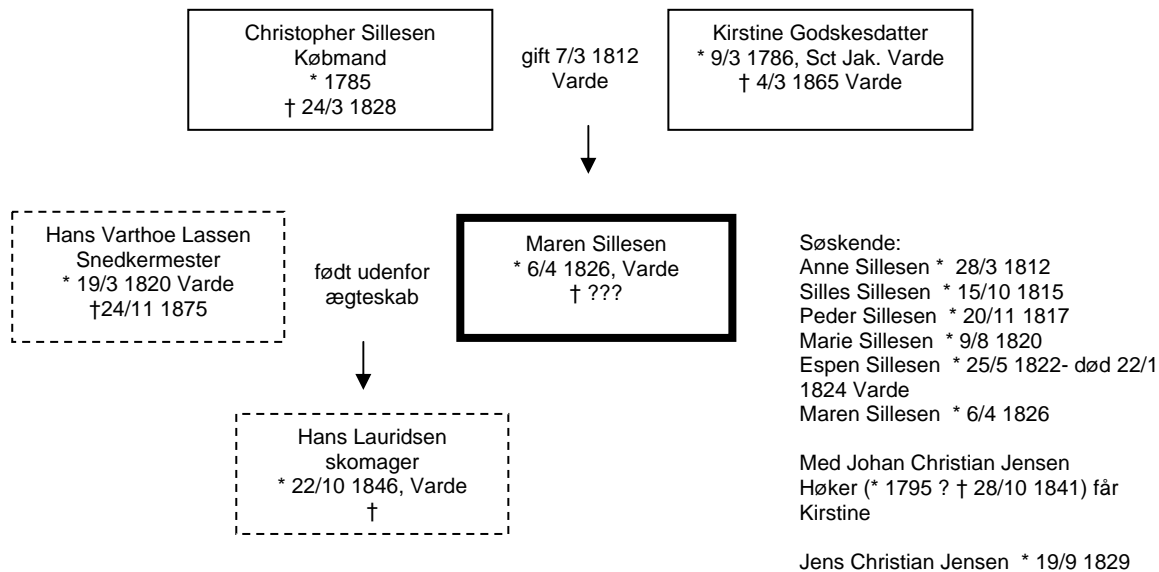 Christopher Sillesen
Købmand
* 1785
† 24/3 1828
gift 7/3 1812
Varde
Kirstine Godskesdatter
* 9/3 1786, Sct Jak. Varde
† 4/3 1865 Varde
Hans Varthoe Lassen
Snedkermester
* 19/3 1820 Varde
†24/11 1875
født udenfor
ægteskab
Maren Sillesen
* 6/4 1826, Varde
† ???
Hans Lauridsen
skomager
* 22/10 1846, Varde
†
Søskende:
Anne Sillesen * 28/3 1812
Silles Sillesen * 15/10 1815
Peder Sillesen * 20/11 1817
Marie Sillesen * 9/8 1820
Espen Sillesen * 25/5 1822- død 22/1
1824 Varde
Maren Sillesen * 6/4 1826
Med Johan Christian Jensen
Høker (* 1795 ? † 28/10 1841) får
Kirstine
Jens Christian Jensen * 19/9 1829